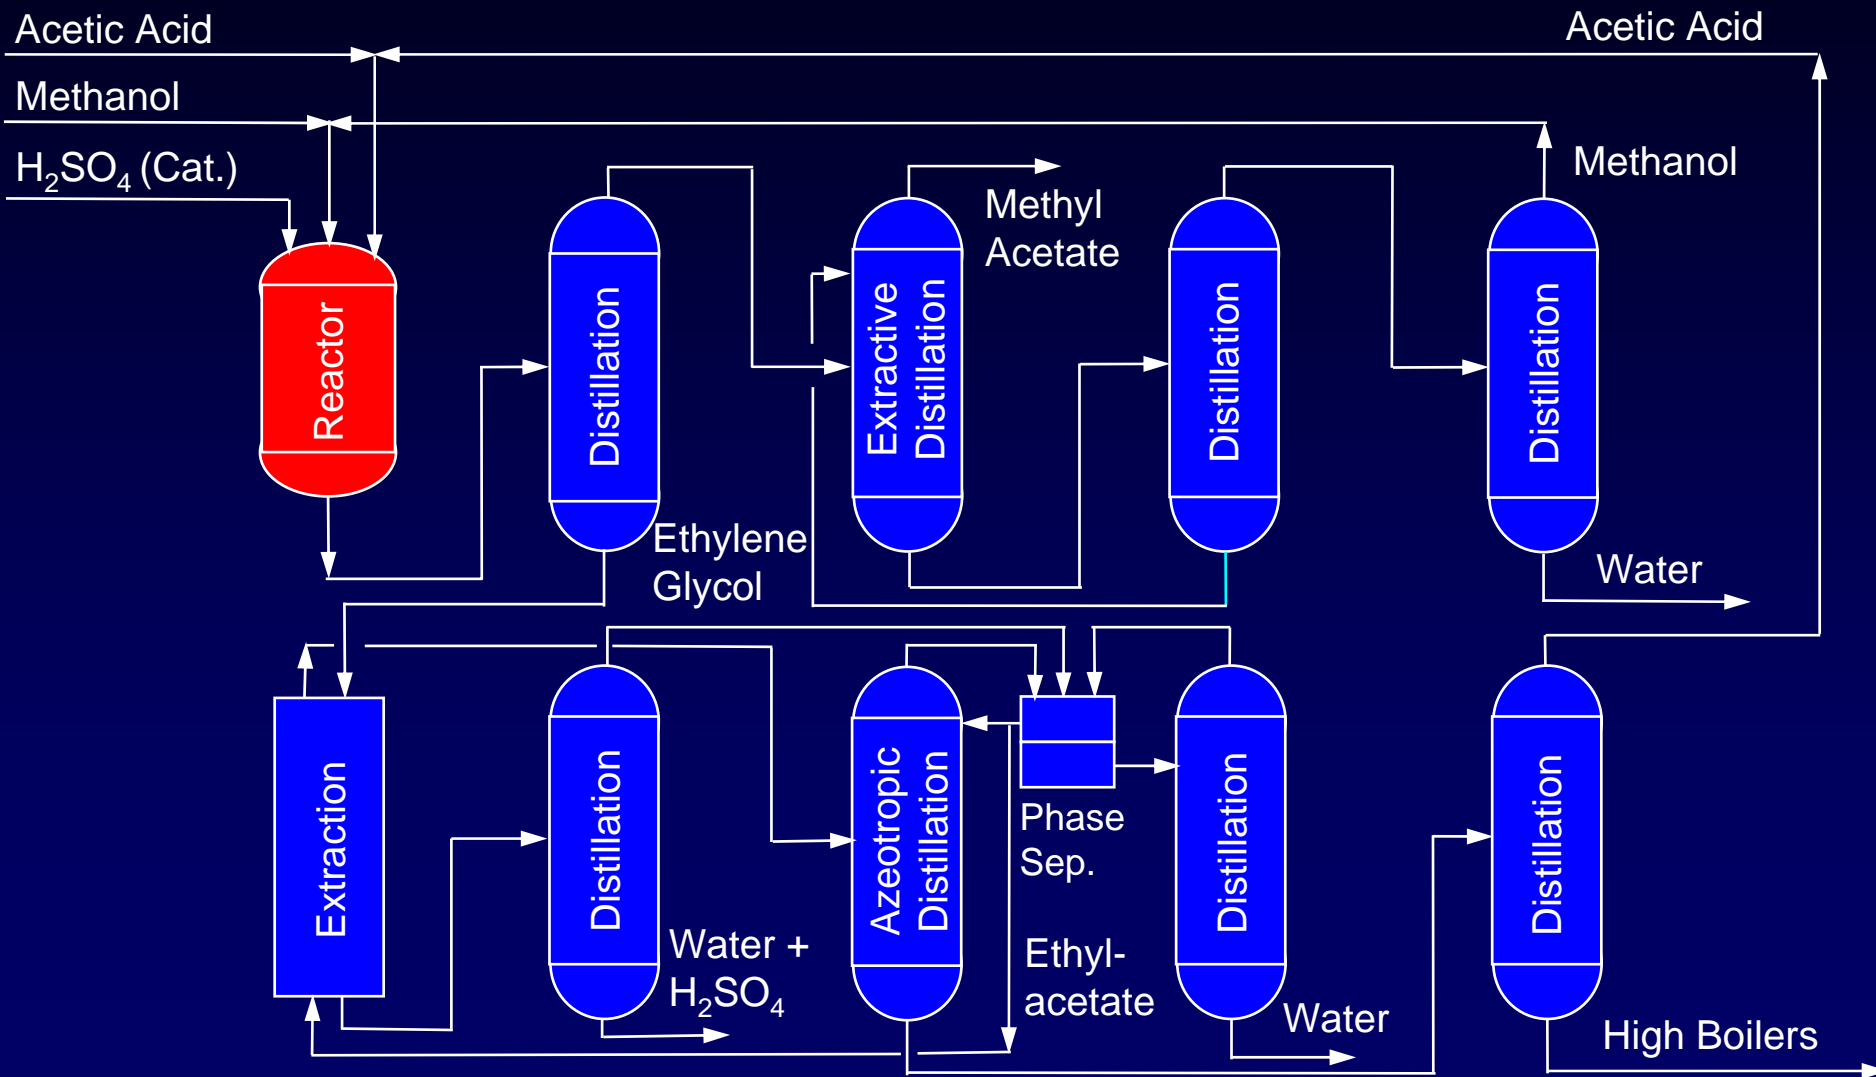 Acetic Acid
Acetic Acid
Methanol
Methanol
H₂SO₄ (Cat.)
Methyl
Acetate
Reactor
Distillation
Extractive
Distillation
Distillation
Distillation
Ethylene
Glycol
Water
Extraction
Distillation
Azeotropic
Distillation
Phase
Sep.
Distillation
Distillation
Water +
H₂SO₄
Ethyl-
acetate
Water
High Boilers